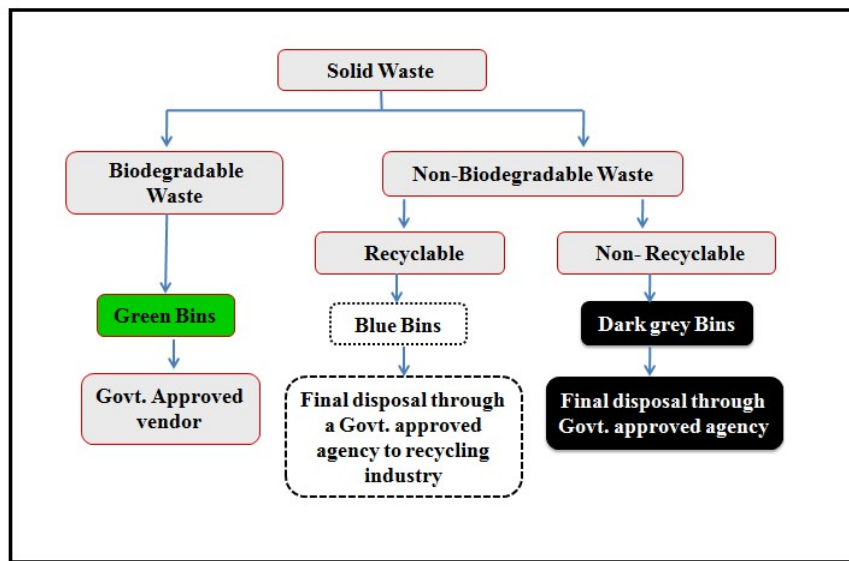 Solid Waste
Biodegradable
Waste
Non-Biodegradable Waste
Recyclable
Non- Recyclable
Green Bins
Blue Bins
Dark grey Bins
Govt. Approved
vendor
Final disposal through
a Govt. approved
agency to recycling
industry
Final disposal through
Govt. approved agency